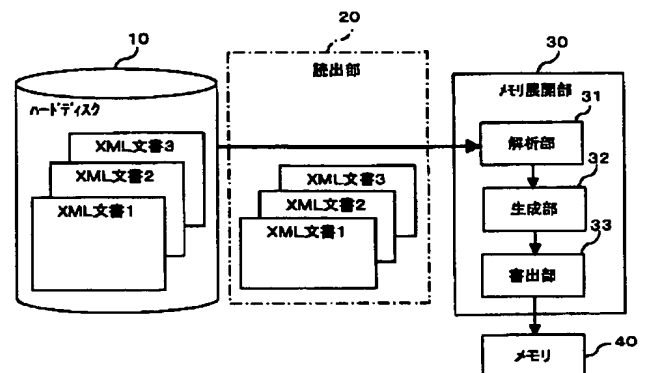 10
ハードディスク
XML文書3
XML文書2
XML文書1
20
読出部
XML文書3
XML文書2
XML文書1
30
メモリ展開部
31
解析部
32
生成部
33
書出部
メモリ
40